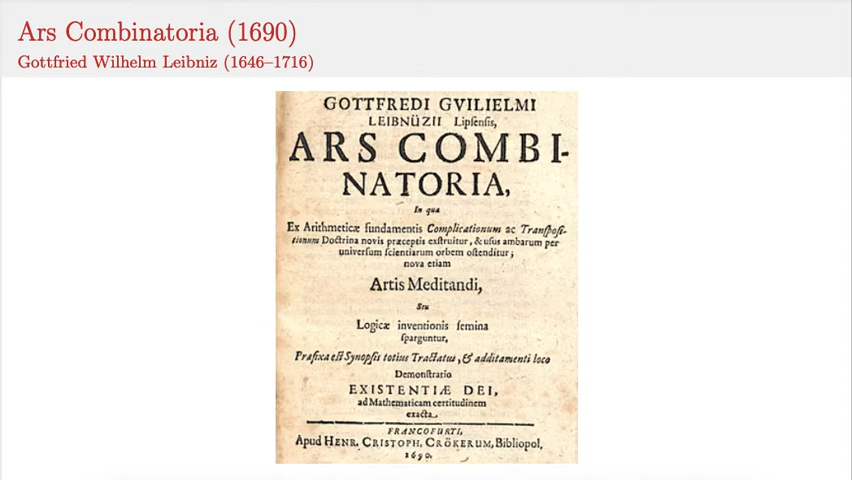 Ars Combinatoria (1690)
Gottfried Wilhelm Leibniz (1646–1716)
GOTTFREDI GVILIELMI
LEIBNÜZII Lipſenſis,
ARS COMBI-
NATORIA,
In qua
Ex Arithmeticæ fundamentis Complicationum ac Tranſpoſi-
tionum Doctrina novis præceptis exſtruitur, & uſus ambarum per
univerſum ſcientiarum orbem oſtenditur;
nova etiam
Artis Meditandi,
Seu
Logicæ inventionis ſemina
ſparguntur,
Præfixa eſt Synopſis totius Tractatus, & additamenti loco
Demonſtratio
EXISTENTIÆ DEI,
ad Mathematicam certitudinem
exacta.
FRANCOFURTI,
Apud HENR. CRISTOPH. CRÖKERUM, Bibliopol,
1690.